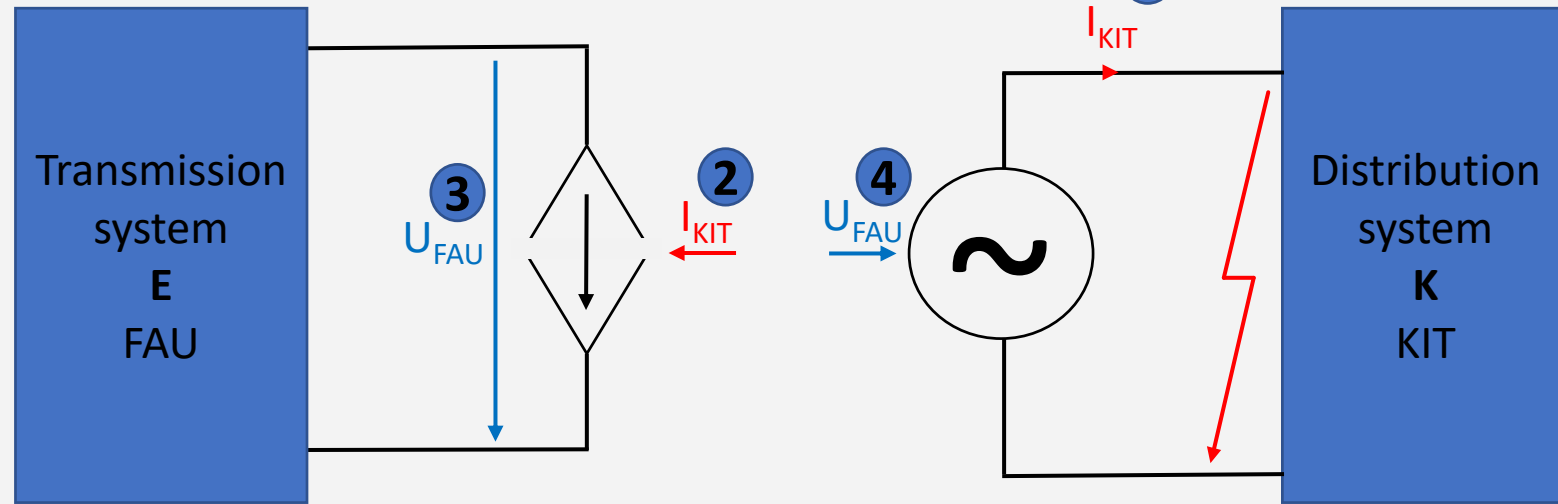 Transmission
system
E
FAU
3
U_FAU
2
I_KIT
4
U_FAU
I_KIT
Distribution
system
K
KIT